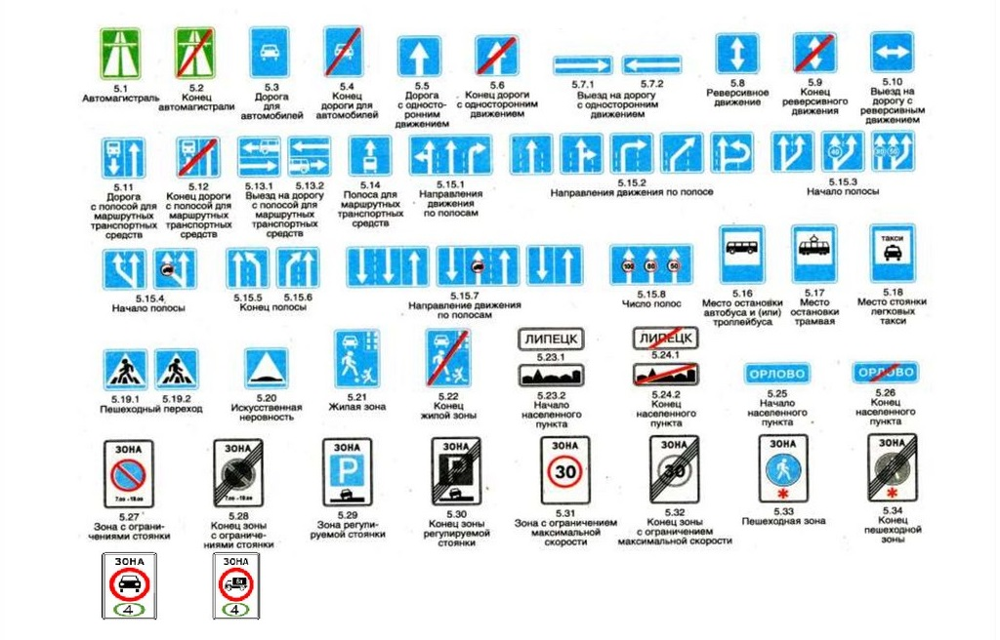 5.1
Автомагистраль
5.2
Конец
автомагистрали
5.3
Дорога
для
автомобилей
5.4
Конец
дороги для
автомобилей
5.5
Дорога
с односто-
ронним
движением
5.6
Конец дороги
с односторонним
движением
5.7.1 5.7.2
Выезд на дорогу
с односторонним
движением
5.8
Реверсивное
движение
5.9
Конец
реверсивного
движения
5.10
Выезд на
дорогу с
реверсивным
движением
5.11
Дорога
с полосой для
маршрутных
транспортных
средств
5.12
Конец дороги
с полосой для
маршрутных
транспортных
средств
5.13.1 5.13.2
Выезд на дорогу
с полосой для
маршрутных
транспортных
средств
5.14
Полоса для
маршрутных
транспортных
средств
5.15.1
Направления
движения
по полосам
5.15.2
Направления движения по полосе
40
80 50
5.15.3
Начало полосы
5.15.4
Начало полосы
5.15.5 5.15.6
Конец полосы
5.15.7
Направление движения
по полосам
100 80 50
5.15.8
Число полос
5.16
Место остановки
автобуса и (или)
троллейбуса
5.17
Место
остановки
трамвая
такси
5.18
Место стоянки
легковых
такси
5.19.1 5.19.2
Пешеходный переход
5.20
Искусственная
неровность
5.21
Жилая зона
5.22
Конец
жилой зоны
ЛИПЕЦК
5.23.1
5.23.2
Начало
населенного
пункта
ЛИПЕЦК
5.24.1
5.24.2
Конец
населенного
пункта
ОРЛОВО
5.25
Начало
населенного
пункта
ОРЛОВО
5.26
Конец
населенного
пункта
ЗОНА
7.00 - 18.00
5.27
Зона с ограни-
чениями стоянки
ЗОНА
7.00 - 18.00
5.28
Конец зоны
с ограниче-
ниями стоянки
ЗОНА
P
5.29
Зона регули-
руемой стоянки
ЗОНА
P
5.30
Конец зоны
регулируемой
стоянки
ЗОНА
30
5.31
Зона с ограничением
максимальной
скорости
ЗОНА
30
5.32
Конец зоны
с ограничением
максимальной скорости
ЗОНА
5.33
Пешеходная зона
ЗОНА
5.34
Конец
пешеходной
зоны
ЗОНА
4
ЗОНА
4